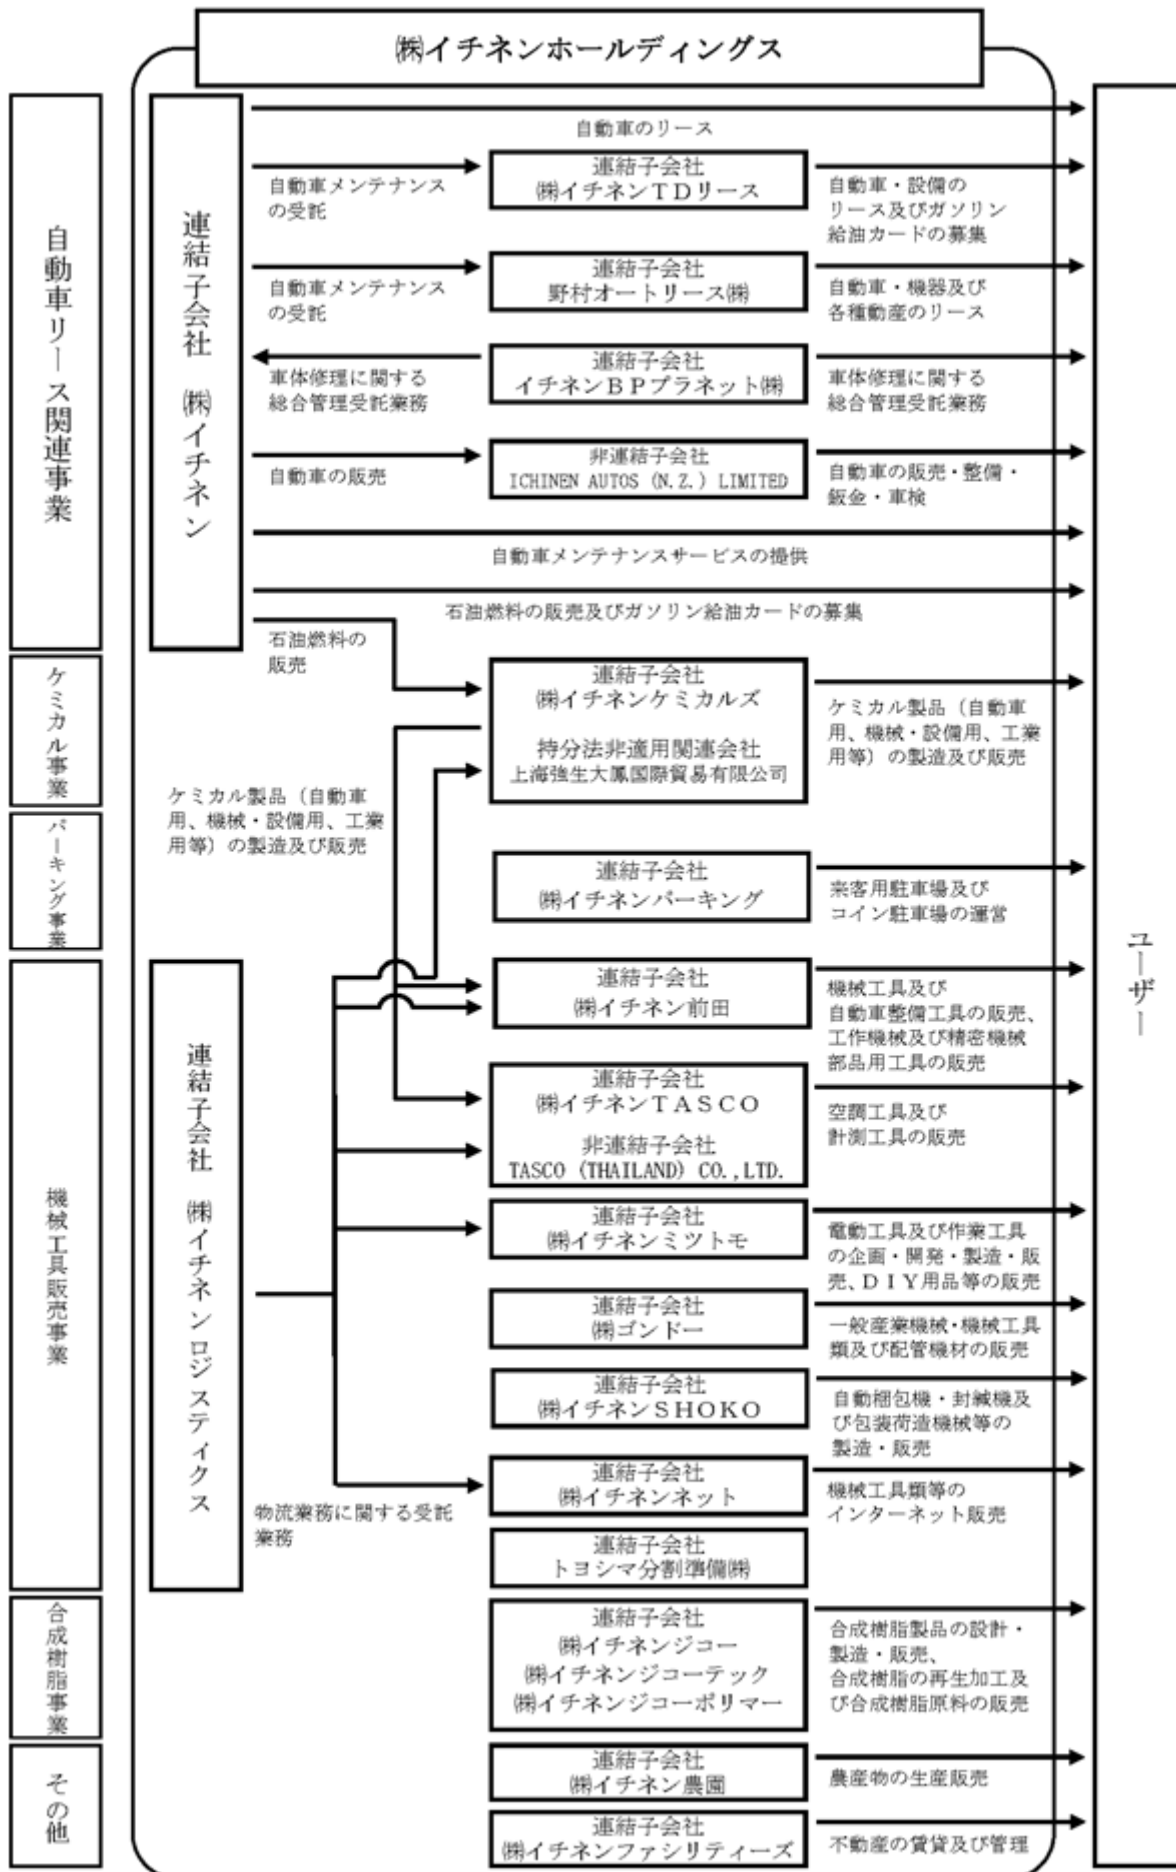 ㈱イチネンホールディングス
自動車リース関連事業
連結子会社　㈱イチネン
自動車のリース
自動車メンテナンス
の受託
連結子会社
㈱イチネンＴＤリース
自動車・設備の
リース及びガソリン
給油カードの募集
自動車メンテナンス
の受託
連結子会社
野村オートリース㈱
自動車・機器及び
各種動産のリース
車体修理に関する
総合管理受託業務
連結子会社
イチネンＢＰプラネット㈱
車体修理に関する
総合管理受託業務
自動車の販売
非連結子会社
ICHINEN AUTOS (N.Z.) LIMITED
自動車の販売・整備・
鈑金・車検
自動車メンテナンスサービスの提供
石油燃料の販売及びガソリン給油カードの募集
石油燃料の
販売
ケミカル事業
連結子会社
㈱イチネンケミカルズ
持分法非適用関連会社
上海強生大鳳国際貿易有限公司
ケミカル製品（自動車
用、機械・設備用、工業
用等）の製造及び販売
ケミカル製品（自動車
用、機械・設備用、工業
用等）の製造及び販売
パーキング事業
連結子会社
㈱イチネンパーキング
来客用駐車場及び
コイン駐車場の運営
ユーザー
機械工具販売事業
連結子会社　㈱イチネンロジスティクス
連結子会社
㈱イチネン前田
機械工具及び
自動車整備工具の販売、
工作機械及び精密機械
部品用工具の販売
連結子会社
㈱イチネンＴＡＳＣＯ
非連結子会社
TASCO (THAILAND) CO.,LTD.
空調工具及び
計測工具の販売
連結子会社
㈱イチネンミツトモ
電動工具及び作業工具
の企画・開発・製造・販
売、ＤＩＹ用品等の販売
連結子会社
㈱ゴンドー
一般産業機械・機械工具
類及び配管機材の販売
連結子会社
㈱イチネンＳＨＯＫＯ
自動梱包機・封緘機及
び包装荷造機械等の
製造・販売
物流業務に関する受託
業務
連結子会社
㈱イチネンネット
機械工具類等の
インターネット販売
連結子会社
トヨシマ分割準備㈱
合成樹脂事業
連結子会社
㈱イチネンジコー
㈱イチネンジコーテック
㈱イチネンジコーポリマー
合成樹脂製品の設計・
製造・販売、
合成樹脂の再生加工及
び合成樹脂原料の販売
その他
連結子会社
㈱イチネン農園
農産物の生産販売
連結子会社
㈱イチネンファシリティーズ
不動産の賃貸及び管理